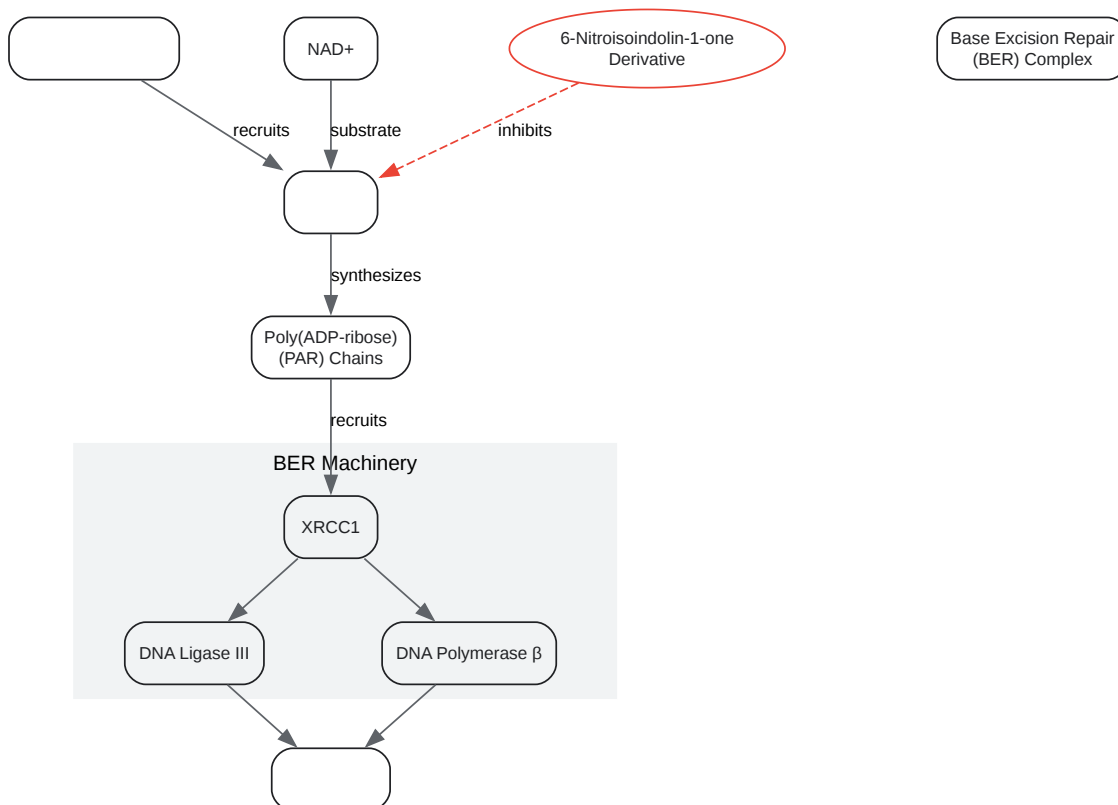 NAD+
6-Nitroisoindolin-1-one
Derivative
Base Excision Repair
(BER) Complex
recruits
substrate
inhibits
synthesizes
Poly(ADP-ribose)
(PAR) Chains
recruits
BER Machinery
XRCC1
DNA Ligase III
DNA Polymerase β